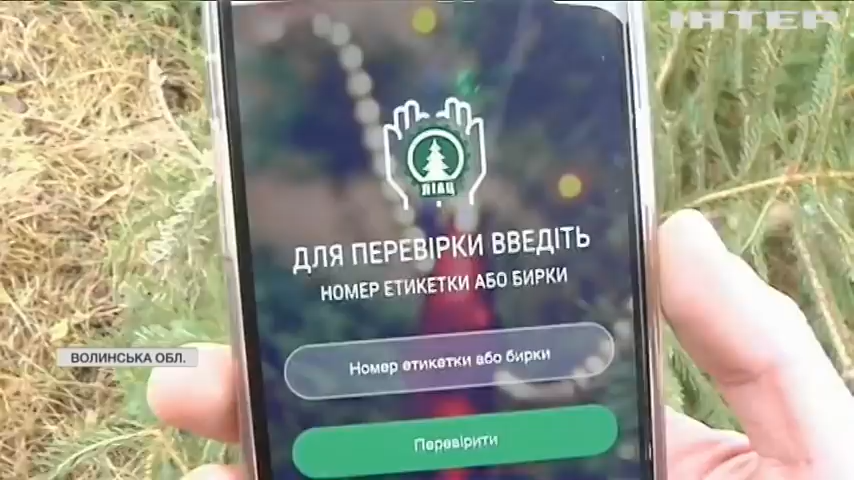 ІНТЕР
ЛІАЦ
ДЛЯ ПЕРЕВІРКИ ВВЕДІТЬ
НОМЕР ЕТИКЕТКИ АБО БИРКИ
ВОЛИНСЬКА ОБЛ.
Номер етикетки або бирки
Перевірити